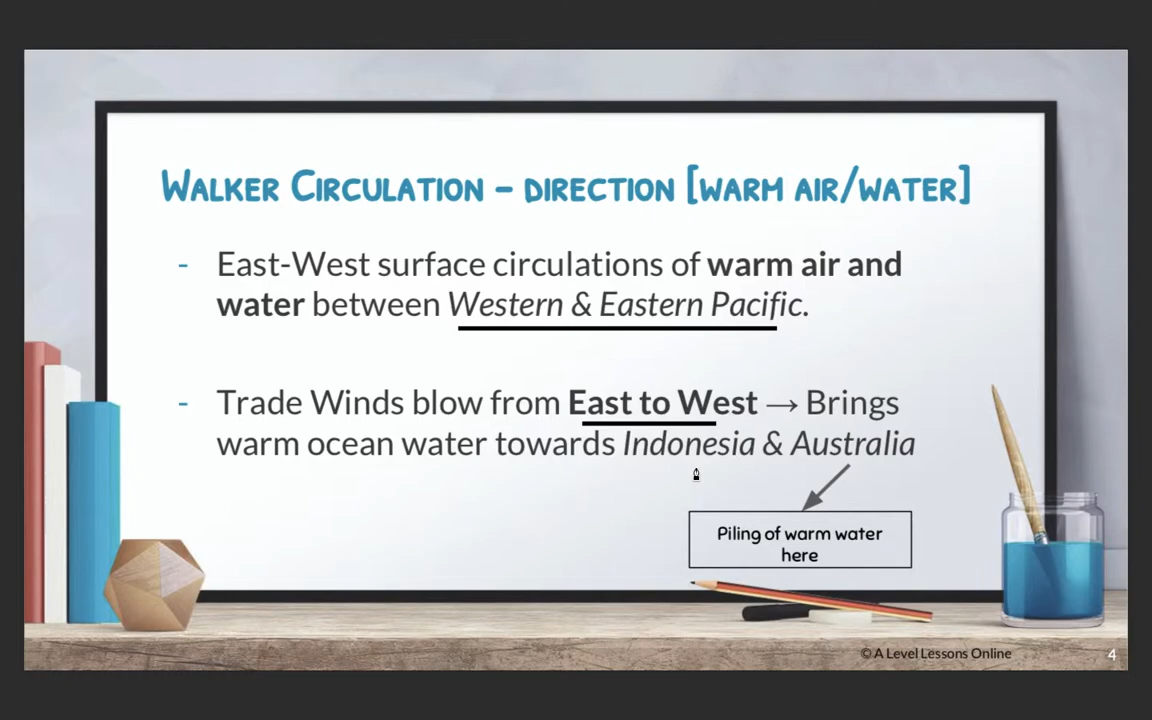 WALKER CIRCULATION – DIRECTION [WARM AIR/WATER]
- East-West surface circulations of warm air and
water between Western & Eastern Pacific.
- Trade Winds blow from East to West → Brings
warm ocean water towards Indonesia & Australia
Piling of warm water
here
© A Level Lessons Online
4